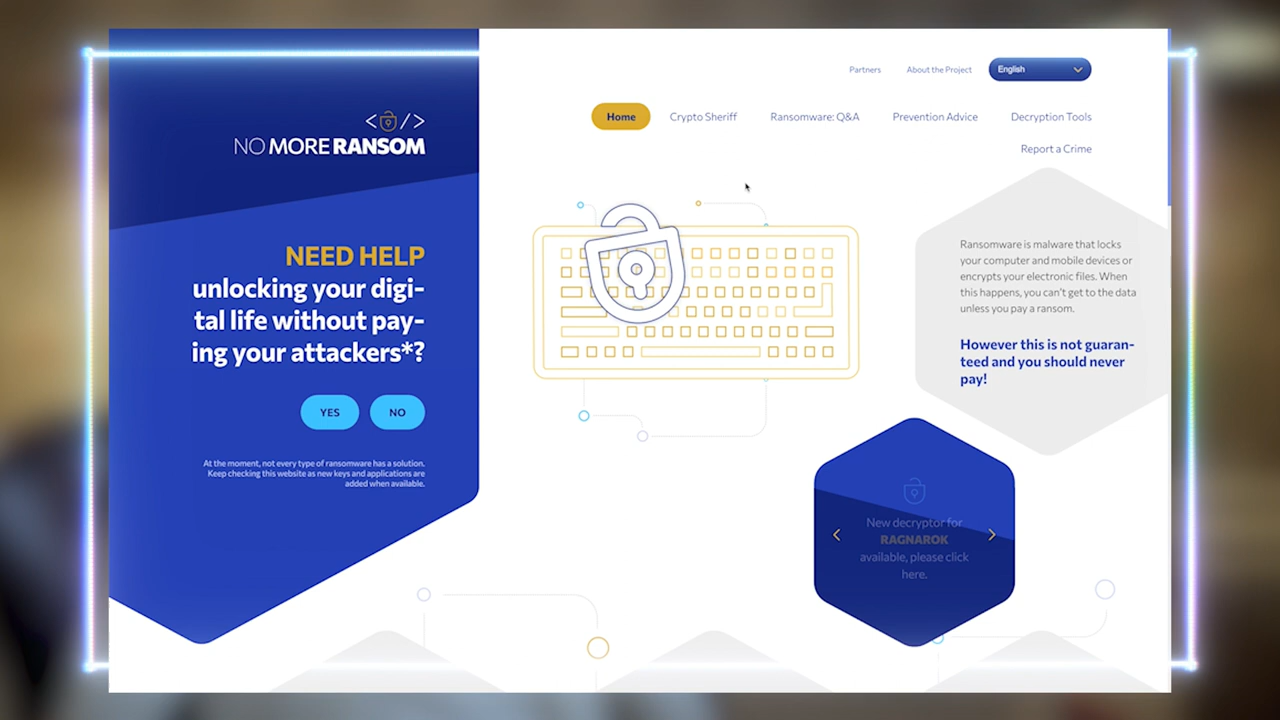 Partners
About the Project
English
</>
NO MORE RANSOM
Home
Crypto Sheriff
Ransomware: Q&A
Prevention Advice
Decryption Tools
Report a Crime
NEED HELP
unlocking your digi-
tal life without pay-
ing your attackers*?
YES
NO
At the moment, not every type of ransomware has a solution.
Keep checking this website as new keys and applications are
added when available.
Ransomware is malware that locks
your computer and mobile devices or
encrypts your electronic files. When
this happens, you can't get to the data
unless you pay a ransom.
However this is not guaran-
teed and you should never
pay!
New decryptor for
RAGNAROK
available, please click
here.